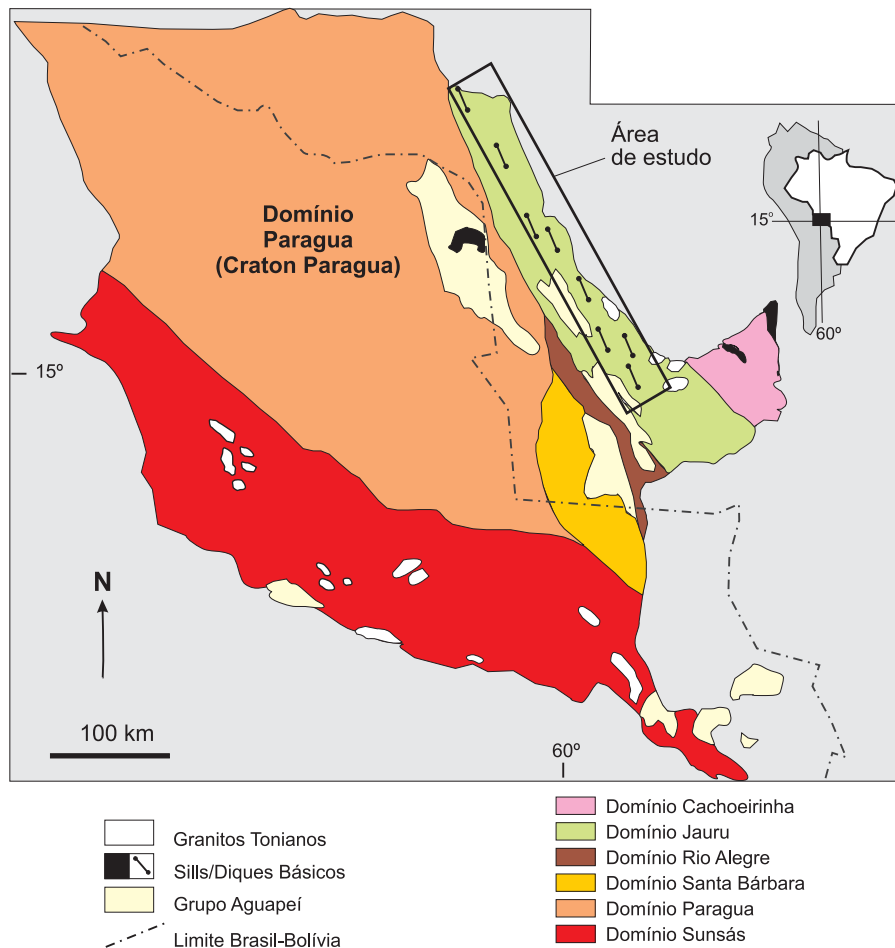 Área
de estudo
Domínio
Paragua
(Craton Paragua)
15º
60º
15º
N
100 km
60º
Granitos Tonianos
Sills/Diques Básicos
Grupo Aguapeí
Limite Brasil-Bolívia
Domínio Cachoeirinha
Domínio Jauru
Domínio Rio Alegre
Domínio Santa Bárbara
Domínio Paragua
Domínio Sunsás